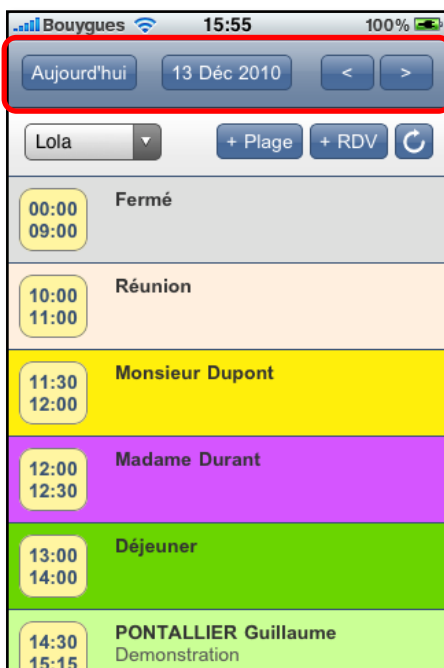 Bouygues 15:55 100%
Aujourd'hui 13 Déc 2010 < >
Lola + Plage + RDV
00:00 Fermé
09:00
10:00 Réunion
11:00
11:30 Monsieur Dupont
12:00
12:00 Madame Durant
12:30
13:00 Déjeuner
14:00
14:30 PONTALLIER Guillaume
15:15 Demonstration